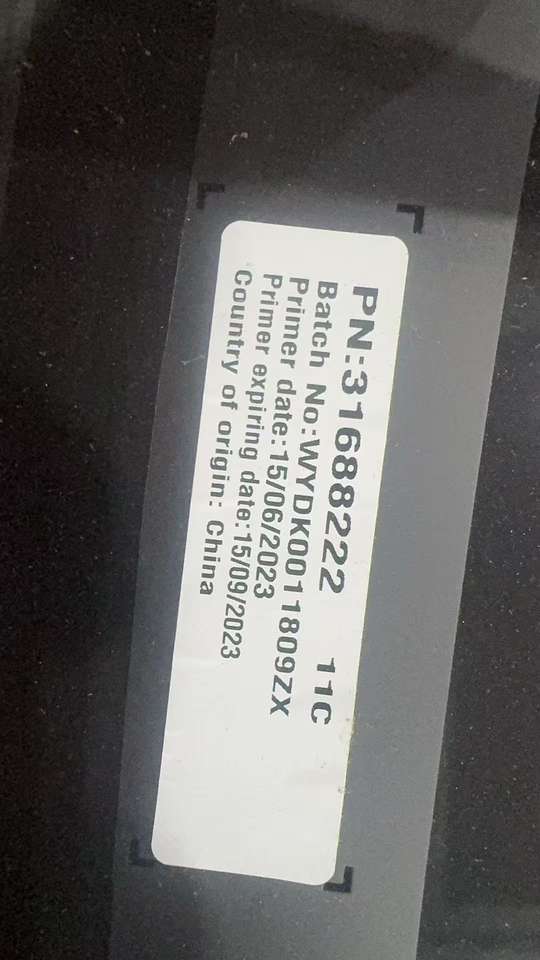 PN:31688222 11C
Batch No:WYDK0011809ZX
Primer date:15/06/2023
Primer expiring date:15/09/2023
Country of origin: China